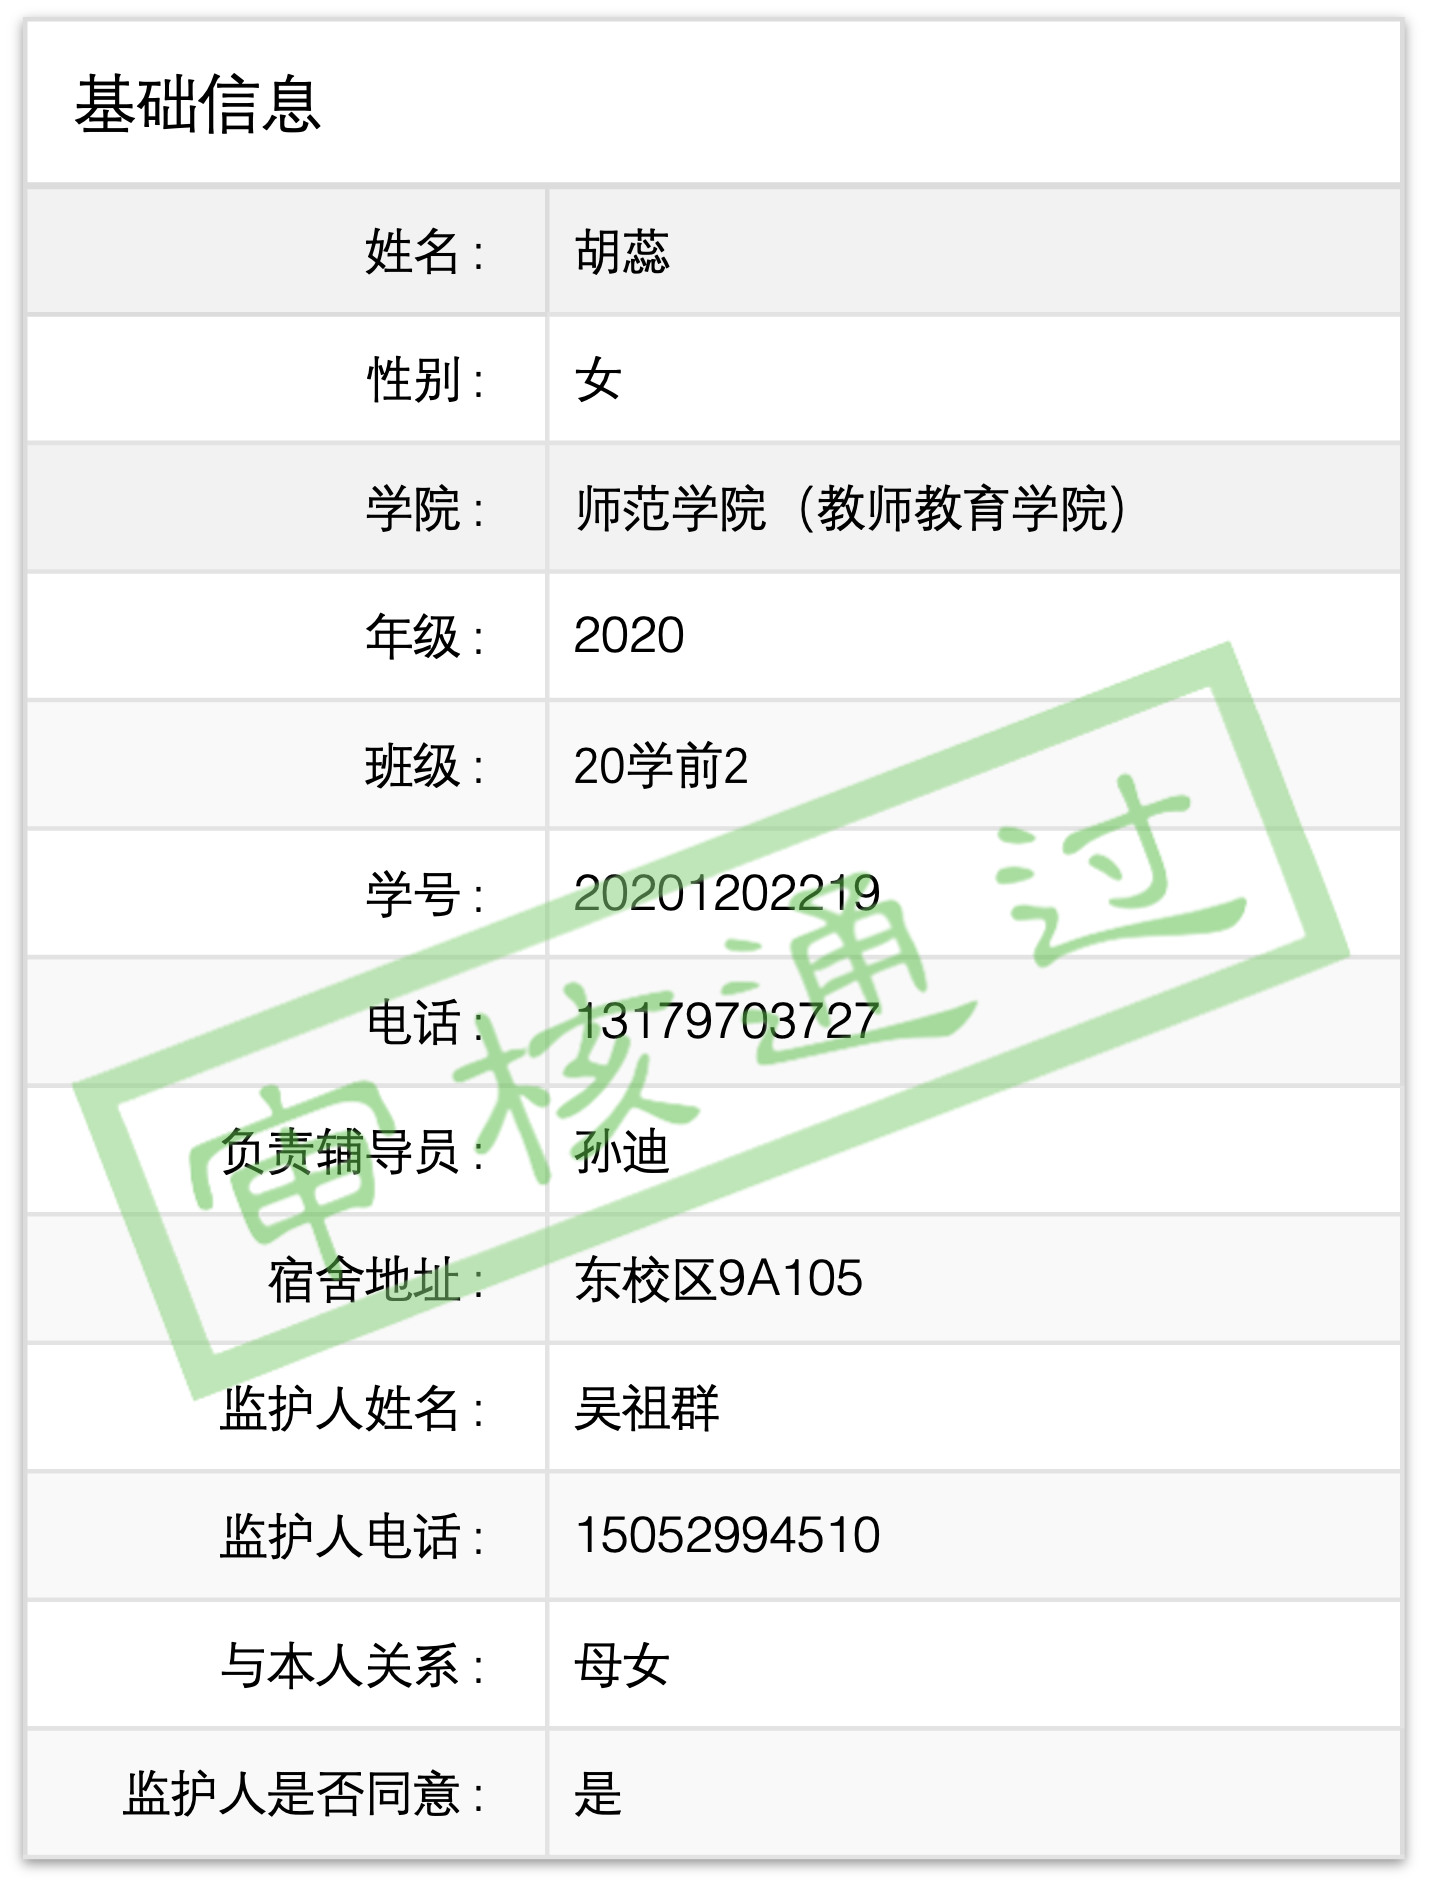 基础信息
姓名： 胡蕊
性别： 女
学院： 师范学院（教师教育学院）
年级： 2020
班级： 20学前2
学号： 20201202219
电话： 13179703727
负责辅导员： 孙迪
宿舍地址： 东校区9A105
监护人姓名： 吴祖群
监护人电话： 15052994510
与本人关系： 母女
监护人是否同意： 是
审核通过